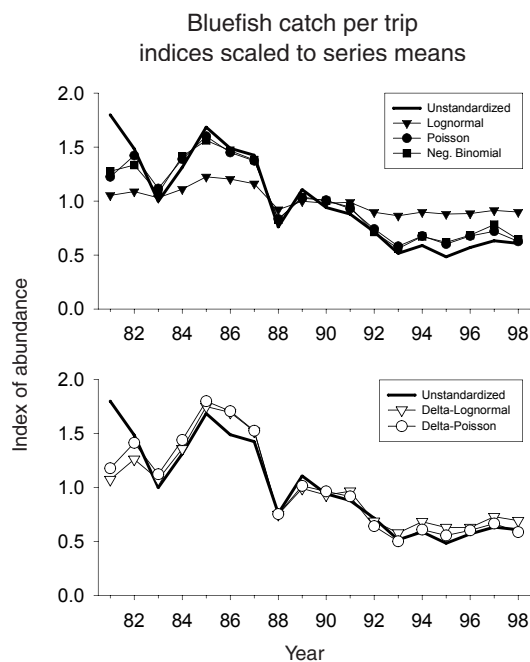 Bluefish catch per trip
indices scaled to series means
2.0
1.5
1.0
0.5
0.0
Unstandardized
Lognormal
Poisson
Neg. Binomial
82 84 86 88 90 92 94 96 98
Index of abundance
2.0
1.5
1.0
0.5
0.0
Unstandardized
Delta-Lognormal
Delta-Poisson
82 84 86 88 90 92 94 96 98
Year